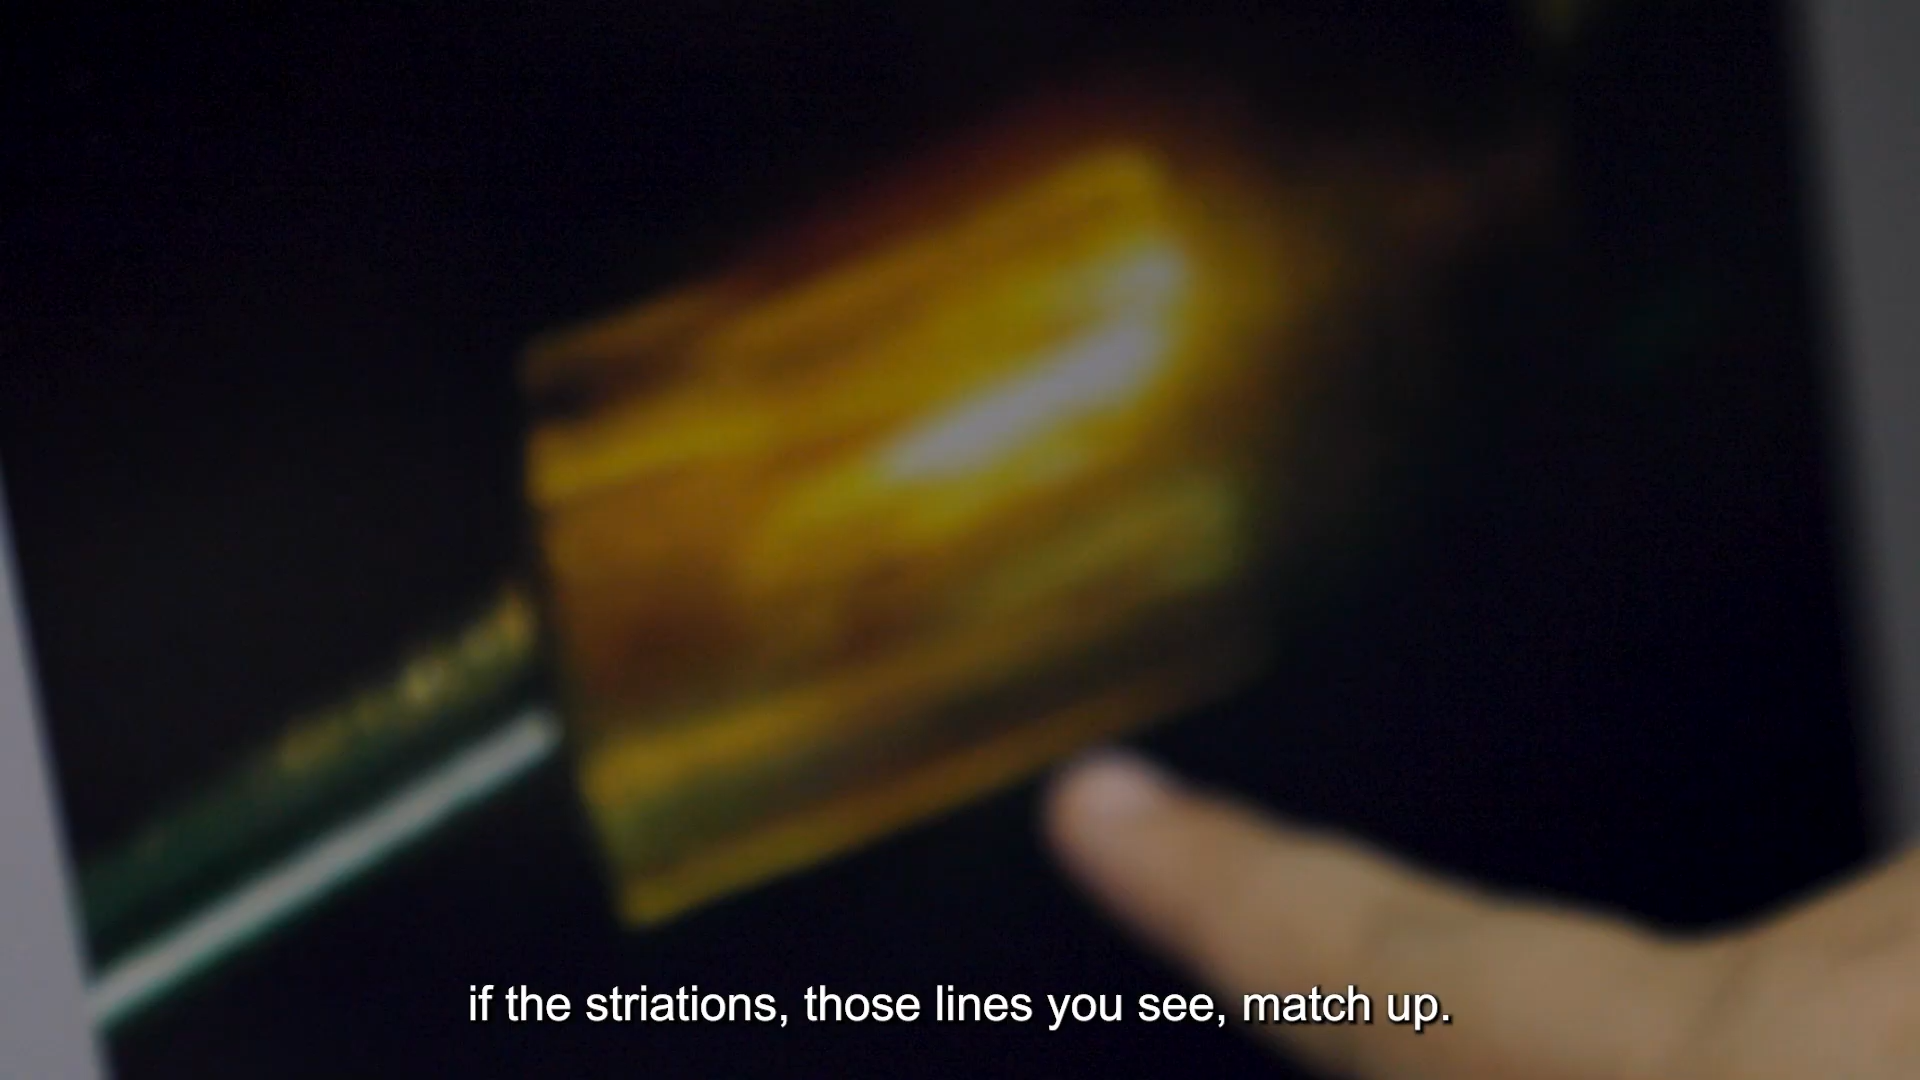 if the striations, those lines you see, match up.